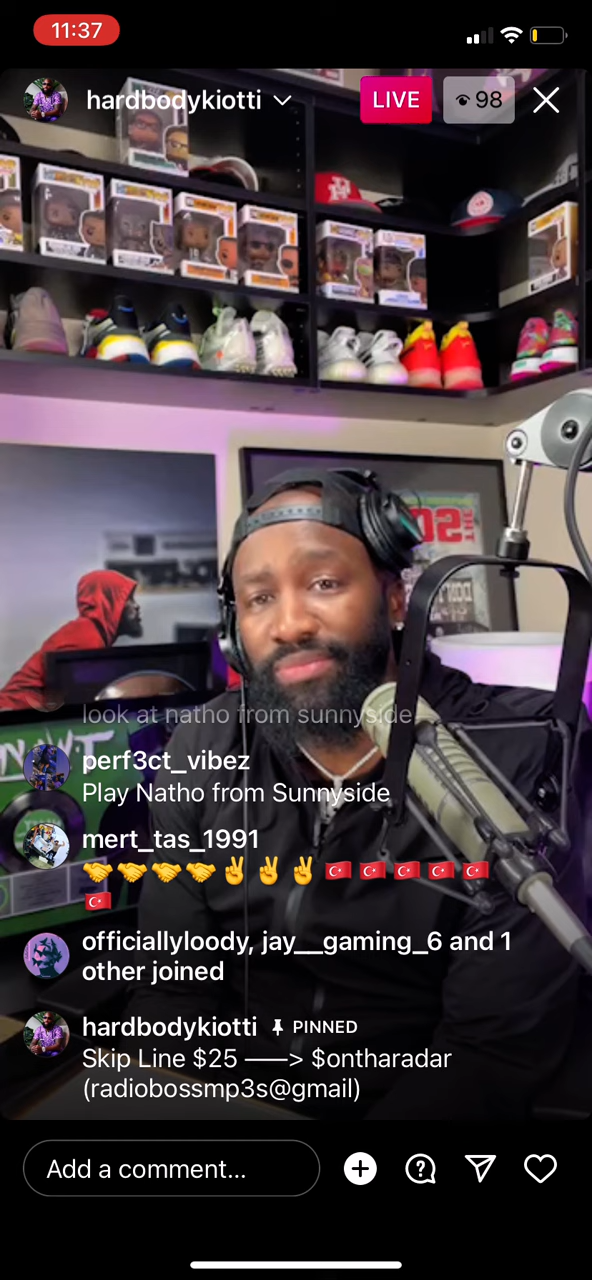 11:37
hardbodykiotti
LIVE
98
look at natho from sunnyside
perf3ct_vibez
Play Natho from Sunnyside
mert_tas_1991
🤝🤝🤝🤝✌️✌️✌️🇹🇷🇹🇷🇹🇷🇹🇷🇹🇷
🇹🇷
officiallyloody, jay__gaming_6 and 1
other joined
hardbodykiotti 📌 PINNED
Skip Line $25 ——> $ontharadar
(radiobossmp3s@gmail)
Add a comment...